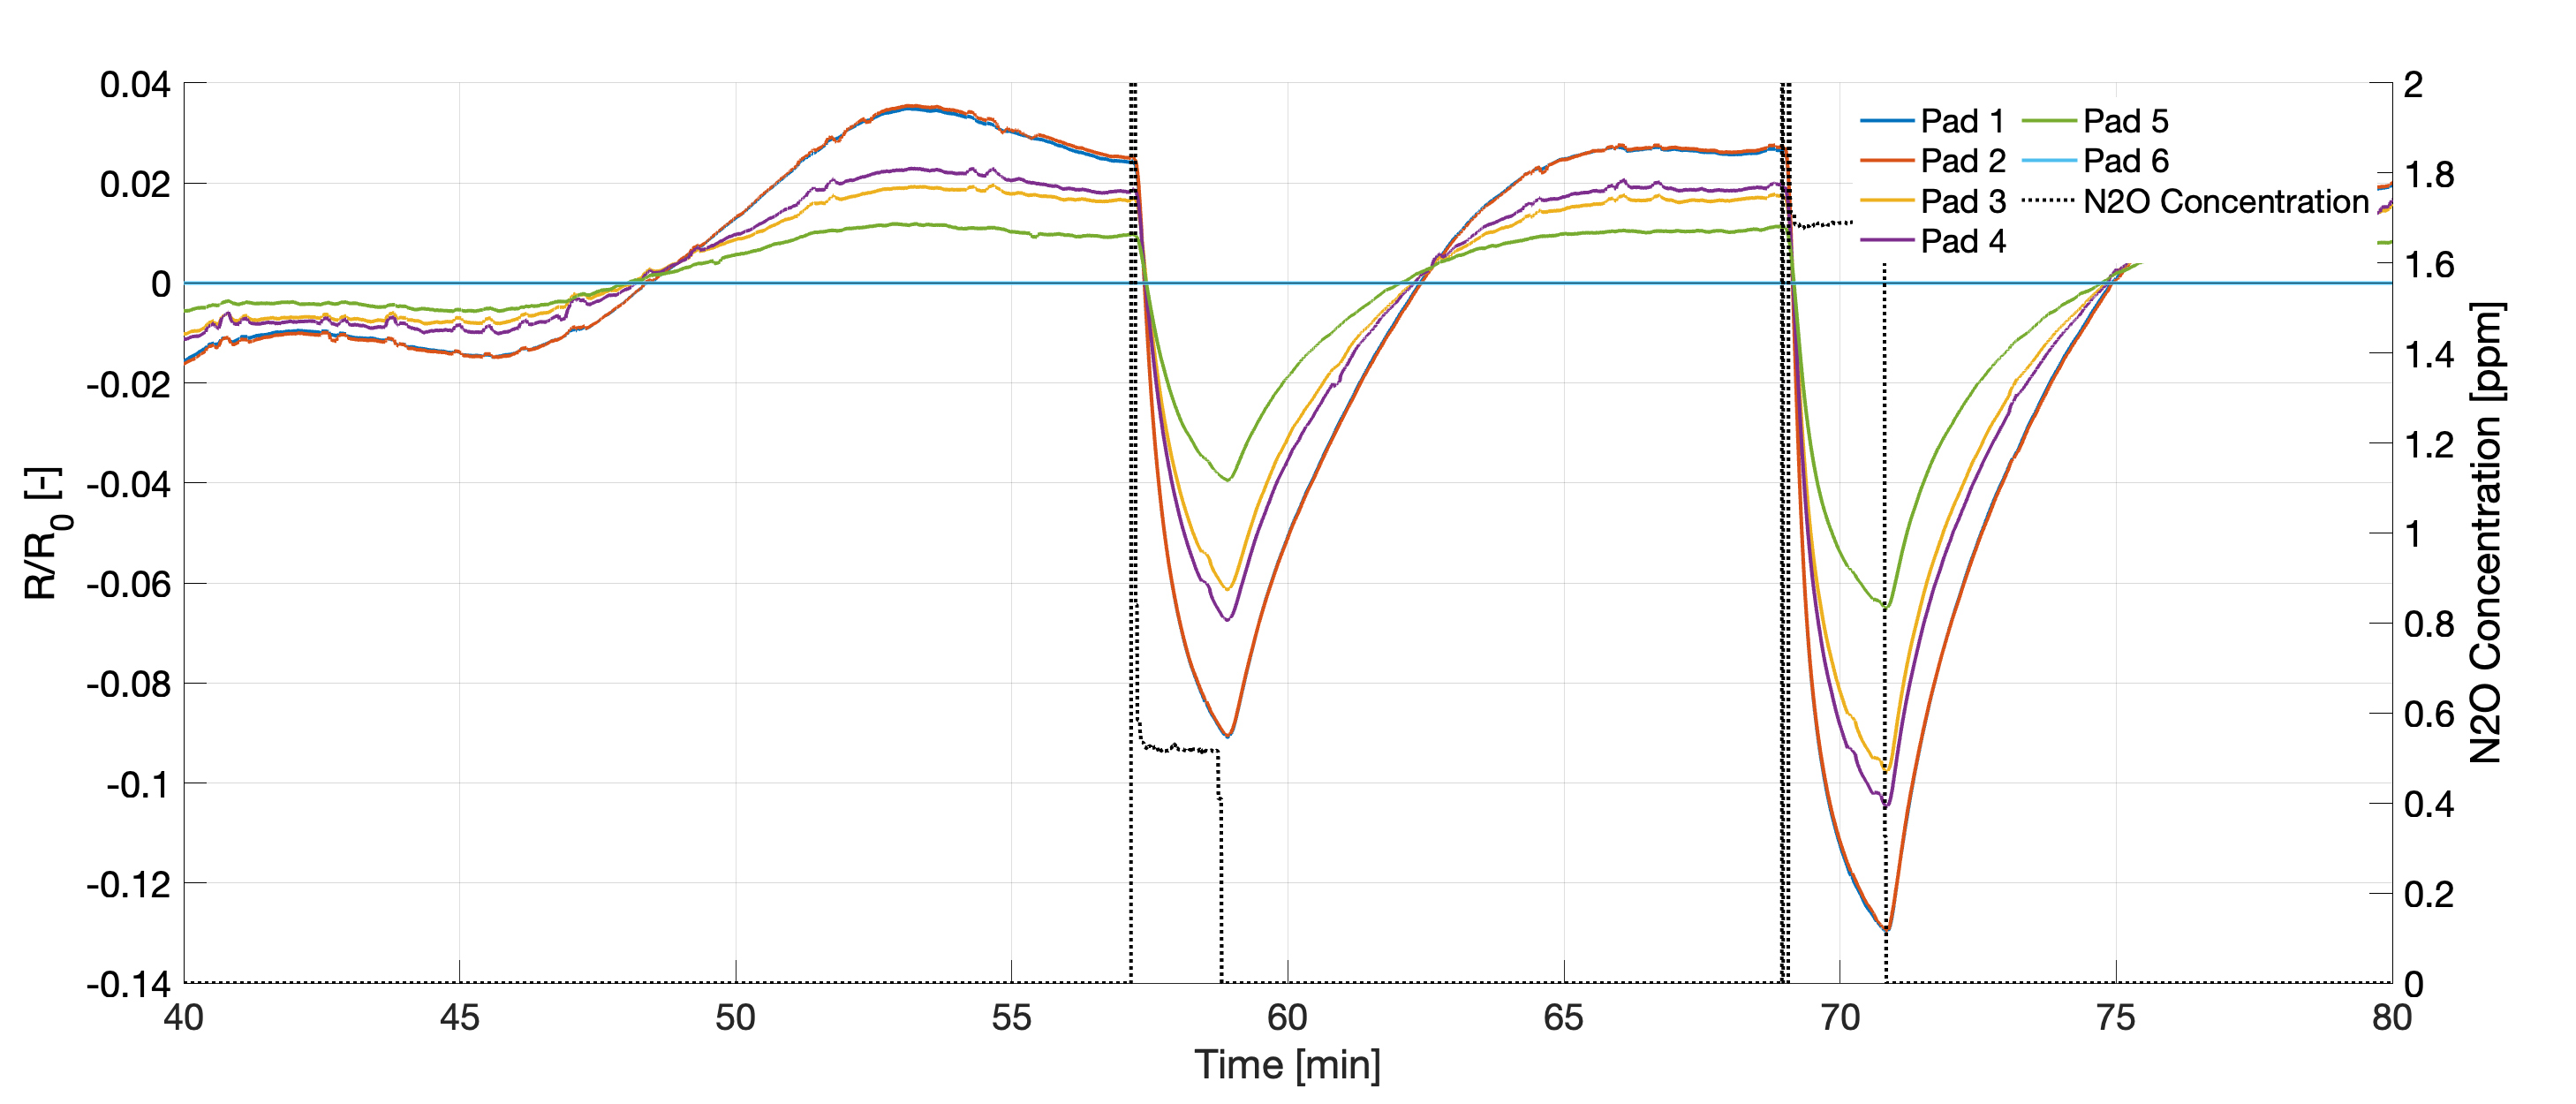 0.04
0.02
0
-0.02
-0.04
-0.06
-0.08
-0.1
-0.12
-0.14
R/R0 [-]
40 45 50 55 60 65 70 75 80
Time [min]
2
1.8
1.6
1.4
1.2
1
0.8
0.6
0.4
0.2
0
N2O Concentration [ppm]
Pad 1
Pad 2
Pad 3
Pad 4
Pad 5
Pad 6
N2O Concentration